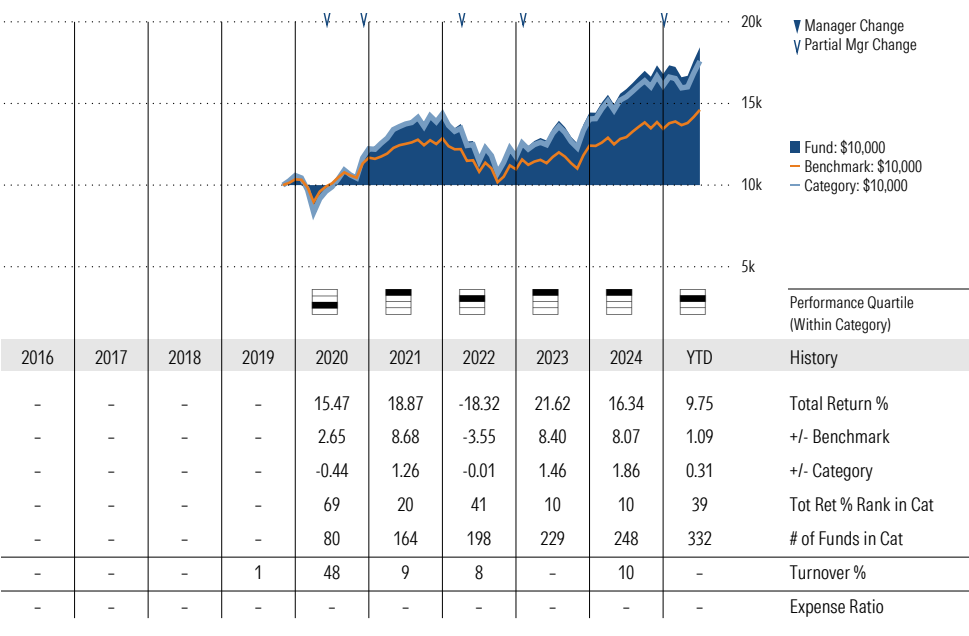 20k
Manager Change
Partial Mgr Change
15k
Fund: $10,000
Benchmark: $10,000
10k
Category: $10,000
5k
Performance Quartile
(Within Category)
2016 2017 2018 2019 2020 2021 2022 2023 2024 YTD History
– – – – 15.47 18.87 -18.32 21.62 16.34 9.75 Total Return %
– – – – 2.65 8.68 -3.55 8.40 8.07 1.09 +/- Benchmark
– – – – -0.44 1.26 -0.01 1.46 1.86 0.31 +/- Category
– – – – 69 20 41 10 10 39 Tot Ret % Rank in Cat
– – – – 80 164 198 229 248 332 # of Funds in Cat
– – – 1 48 9 8 – 10 – Turnover %
– – – – – – – – – – Expense Ratio